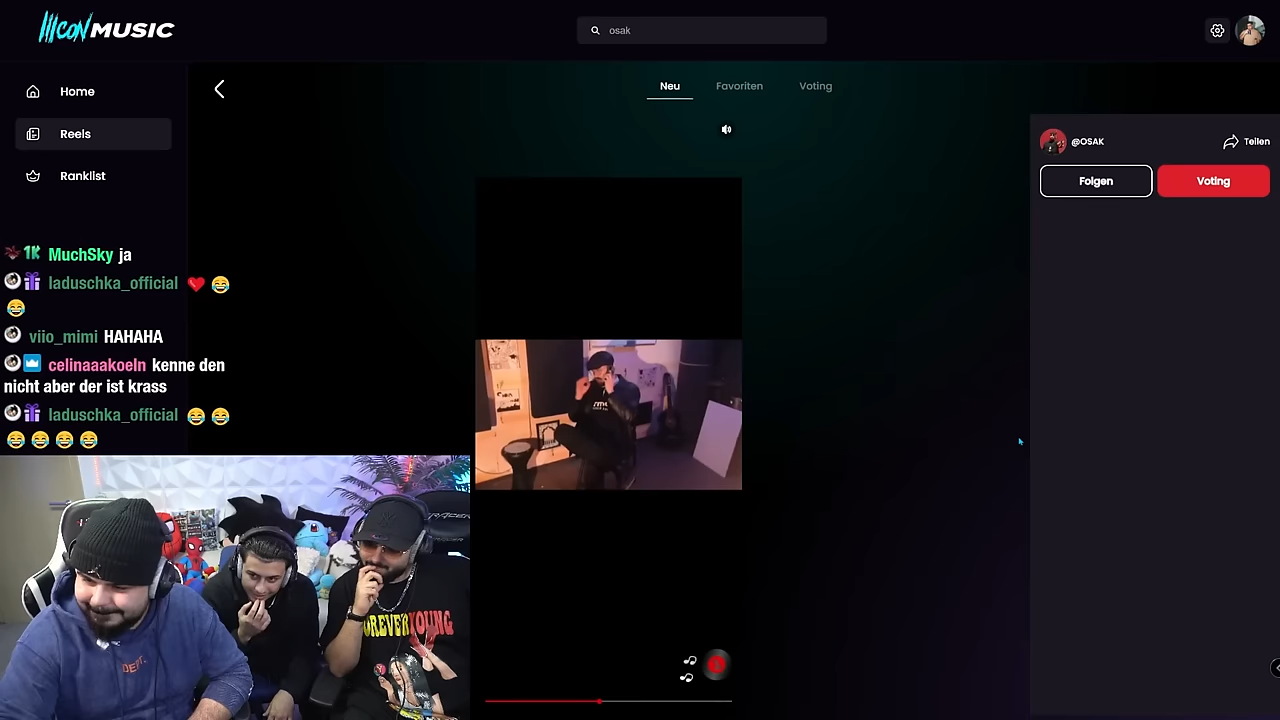 ICON MUSIC
osak
Home
Reels
Ranklist
Neu
Favoriten
Voting
@OSAK
Teilen
Folgen
Voting
1K MuchSky ja
laduschka_official
viio_mimi HAHAHA
celinaaakoeln kenne den
nicht aber der ist krass
laduschka_official
FOREVER YOUNG